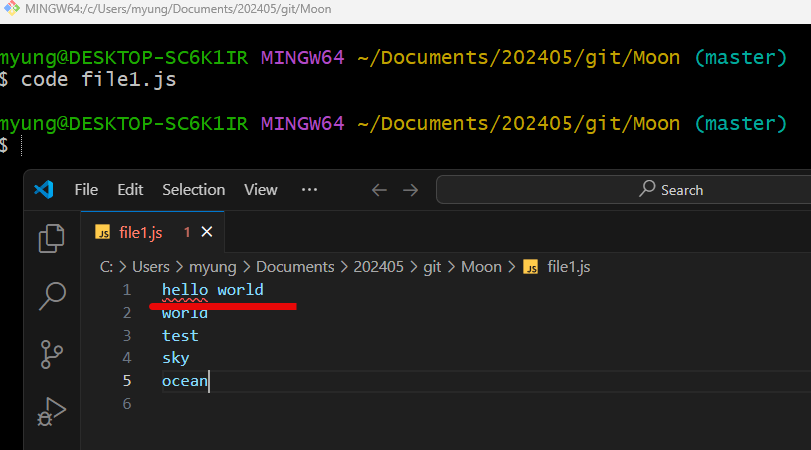 MINGW64:/c/Users/myung/Documents/202405/git/Moon
myung@DESKTOP-SC6K1IR MINGW64 ~/Documents/202405/git/Moon (master)
$ code file1.js
myung@DESKTOP-SC6K1IR MINGW64 ~/Documents/202405/git/Moon (master)
$
File Edit Selection View ··· ← → Search
JS file1.js 1 ×
C: > Users > myung > Documents > 202405 > git > Moon > JS file1.js
1 hello world
2 world
3 test
4 sky
5 ocean
6